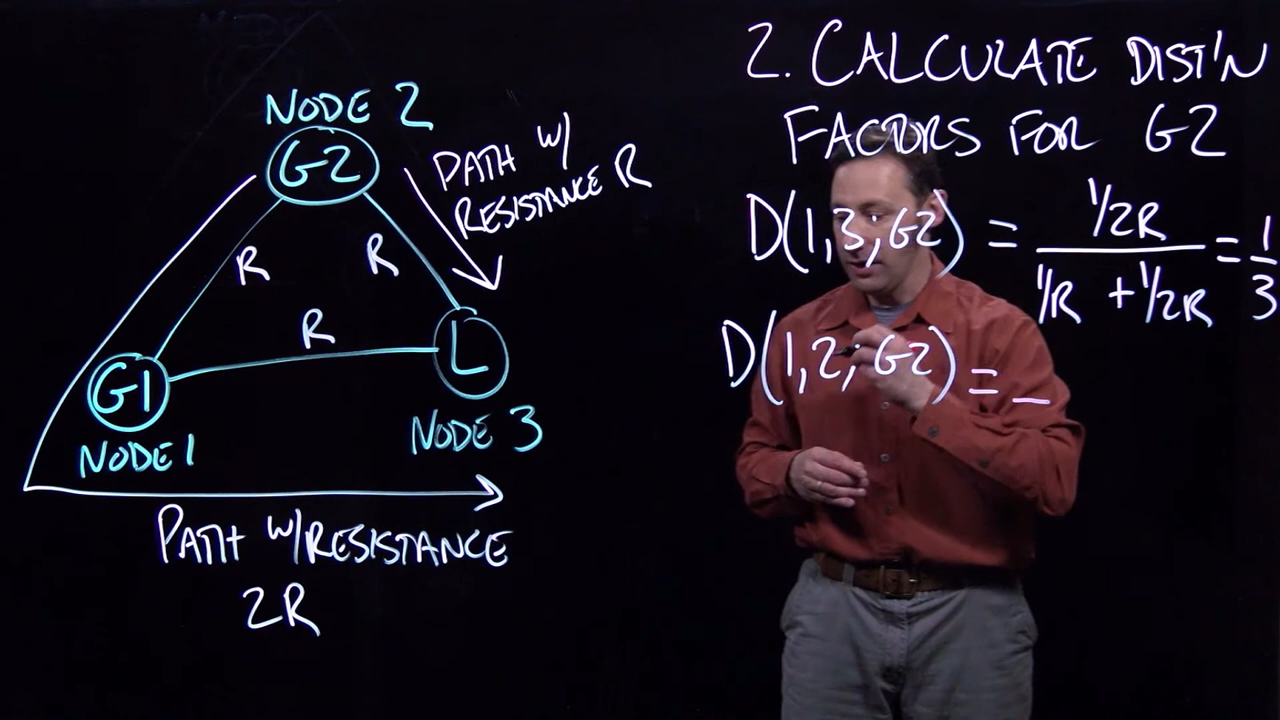 2. CALCULATE DIST'N
FACTORS FOR G2
NODE 2
G2
PATH W/
RESISTANCE R
R
R
R
G1
L
NODE 1
NODE 3
PATH W/RESISTANCE
2R
D(1,3;G2) = 1/2R / 1/R + 1/2R = 1/3
D(1,2;G2) = _